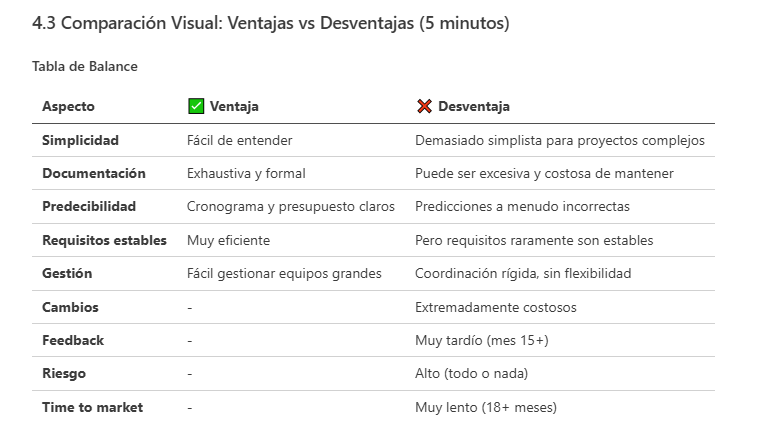 4.3 Comparación Visual: Ventajas vs Desventajas (5 minutos)
Tabla de Balance
Aspecto ✅ Ventaja ❌ Desventaja
Simplicidad Fácil de entender Demasiado simplista para proyectos complejos
Documentación Exhaustiva y formal Puede ser excesiva y costosa de mantener
Predecibilidad Cronograma y presupuesto claros Predicciones a menudo incorrectas
Requisitos estables Muy eficiente Pero requisitos raramente son estables
Gestión Fácil gestionar equipos grandes Coordinación rígida, sin flexibilidad
Cambios - Extremadamente costosos
Feedback - Muy tardío (mes 15+)
Riesgo - Alto (todo o nada)
Time to market - Muy lento (18+ meses)